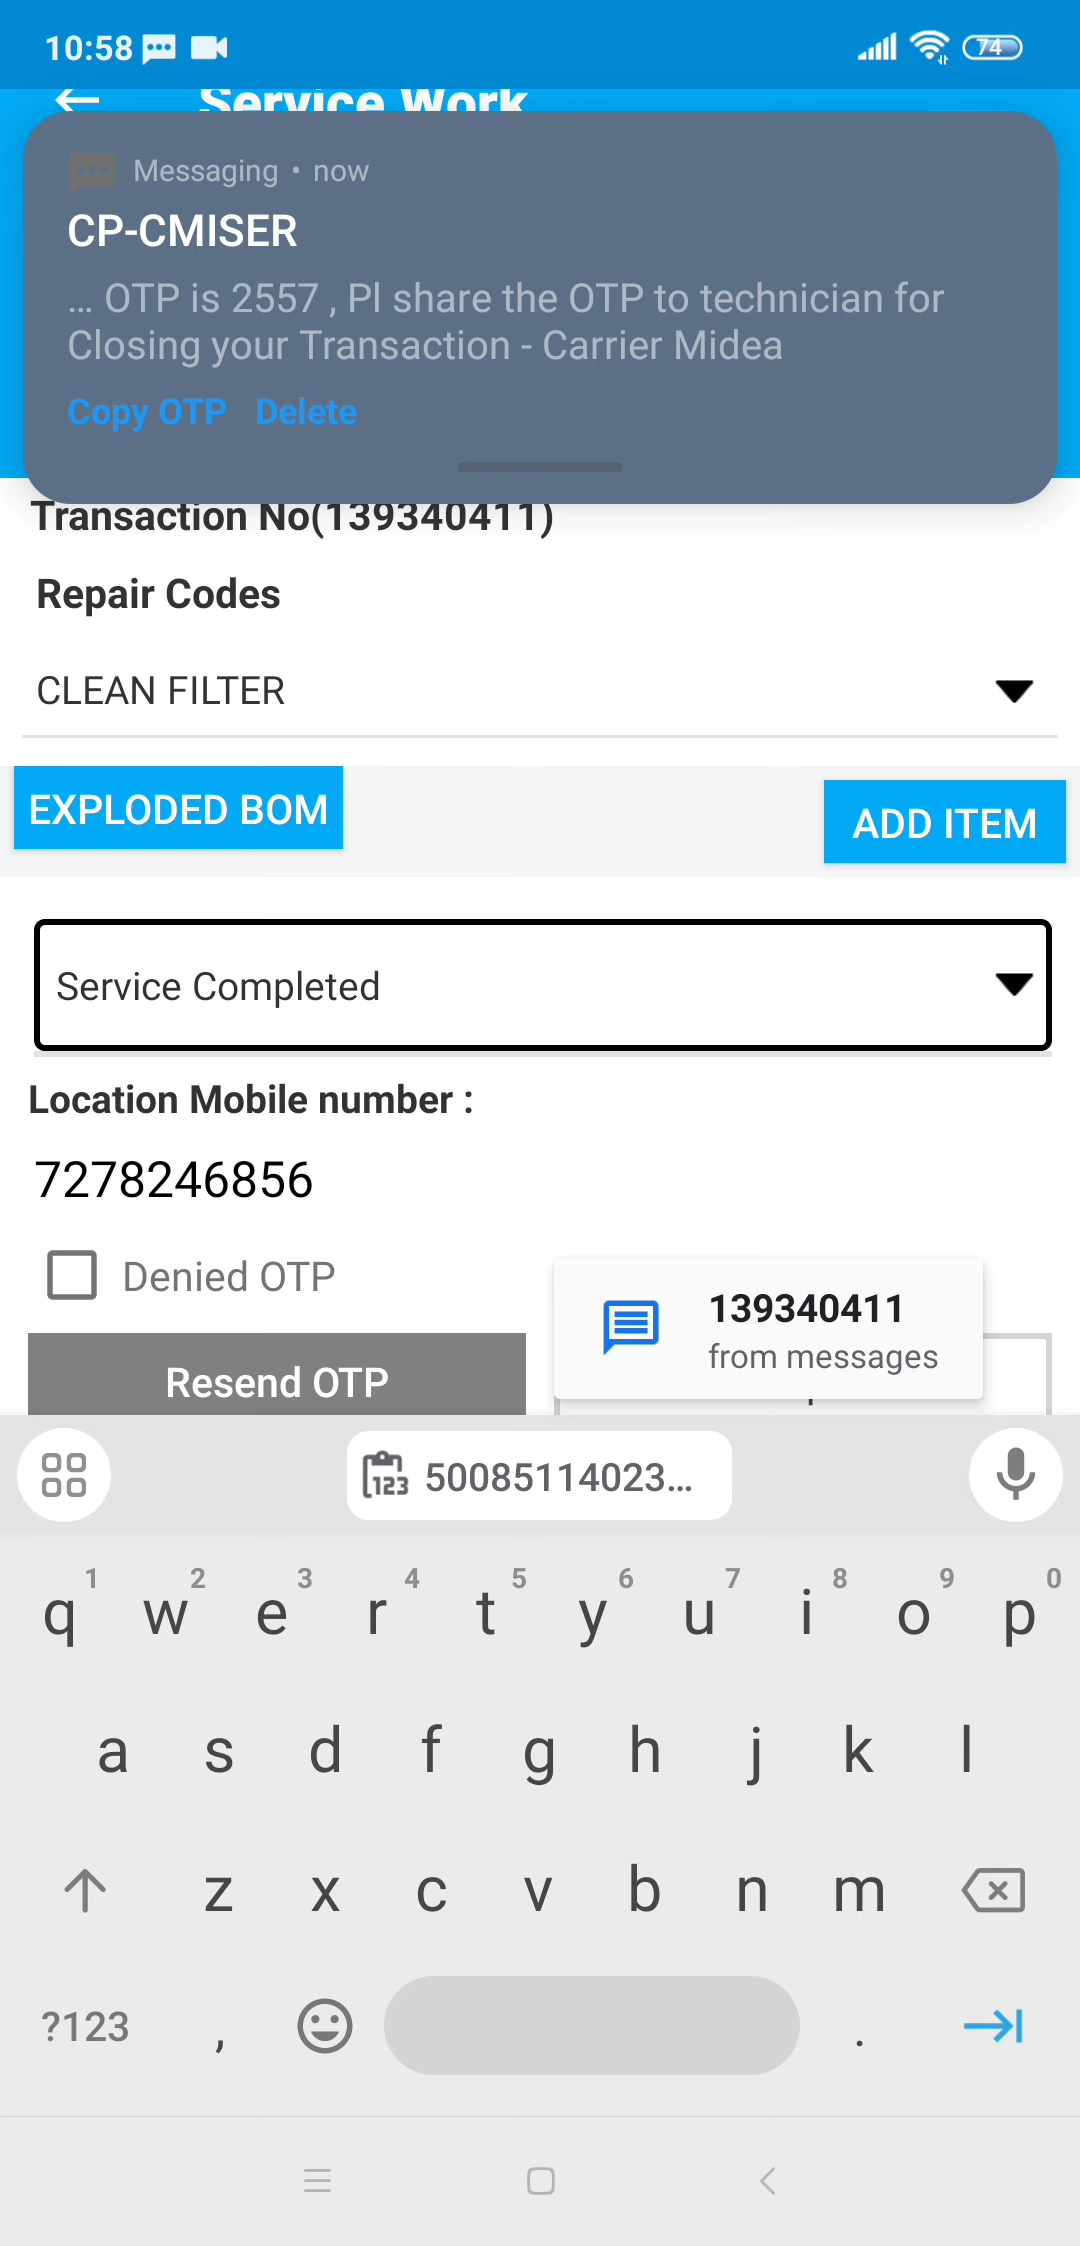 10:58
74
Service Work
Messaging • now
CP-CMISER
... OTP is 2557 , Pl share the OTP to technician for
Closing your Transaction - Carrier Midea
Copy OTP Delete
Transaction No(139340411)
Repair Codes
CLEAN FILTER
EXPLODED BOM
ADD ITEM
Service Completed
Location Mobile number :
7278246856
Denied OTP
139340411
from messages
Resend OTP
123 50085114023...
1 2 3 4 5 6 7 8 9 0
q w e r t y u i o p
a s d f g h j k l
z x c v b n m
?123 , .